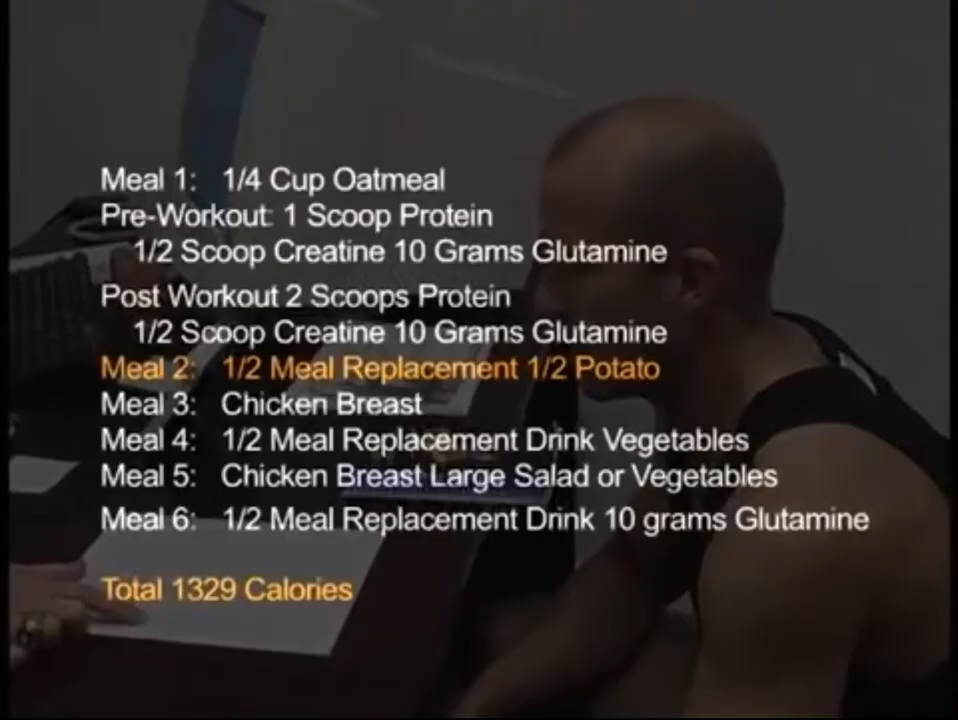 Meal 1: 1/4 Cup Oatmeal
Pre-Workout: 1 Scoop Protein
1/2 Scoop Creatine 10 Grams Glutamine
Post Workout 2 Scoops Protein
1/2 Scoop Creatine 10 Grams Glutamine
Meal 2: 1/2 Meal Replacement 1/2 Potato
Meal 3: Chicken Breast
Meal 4: 1/2 Meal Replacement Drink Vegetables
Meal 5: Chicken Breast Large Salad or Vegetables
Meal 6: 1/2 Meal Replacement Drink 10 grams Glutamine
Total 1329 Calories